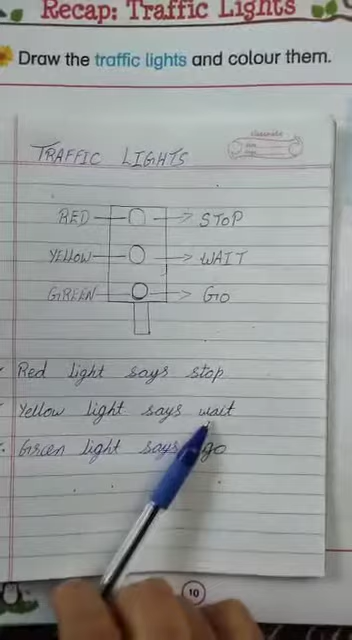 Recap: Traffic Lights
Draw the traffic lights and colour them.
classmate
TRAFFIC LIGHTS
RED STOP
YELLOW WAIT
GREEN GO
Red light says stop
Yellow light says wait
Green light says go
10